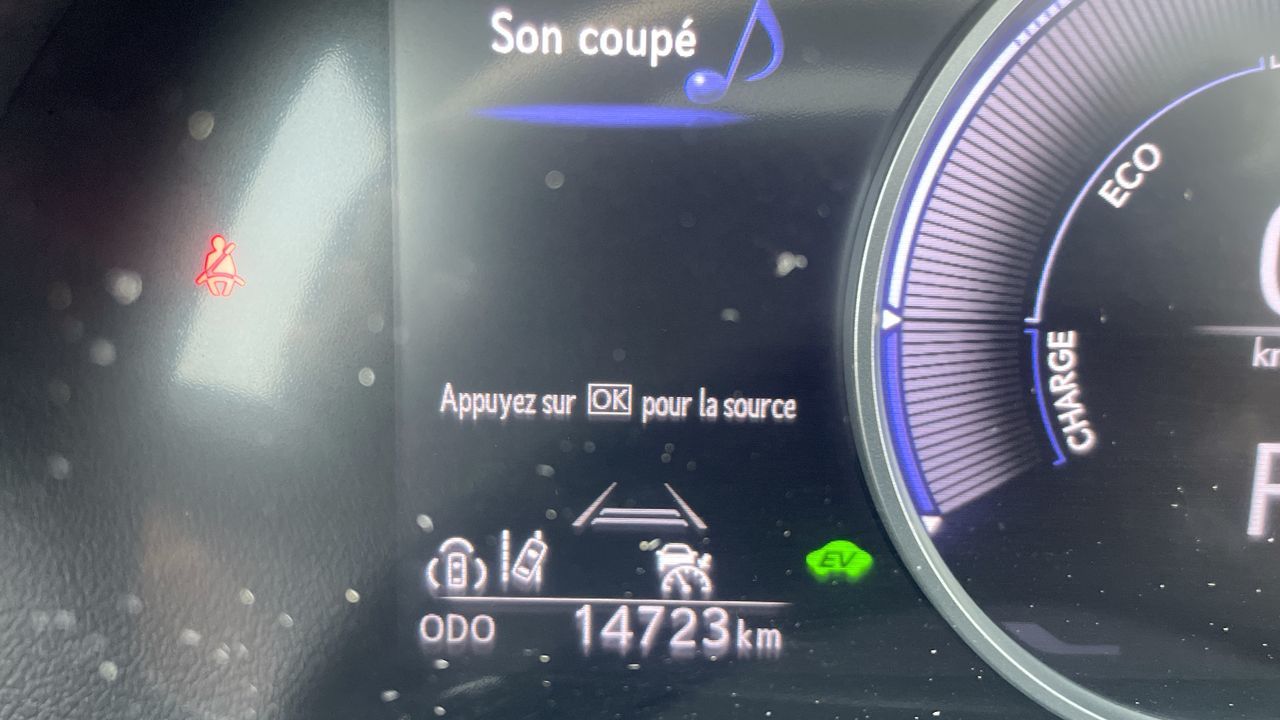 Son coupé
ECO
CHARGE
Appuyez sur OK pour la source
EV
ODO 14723 km